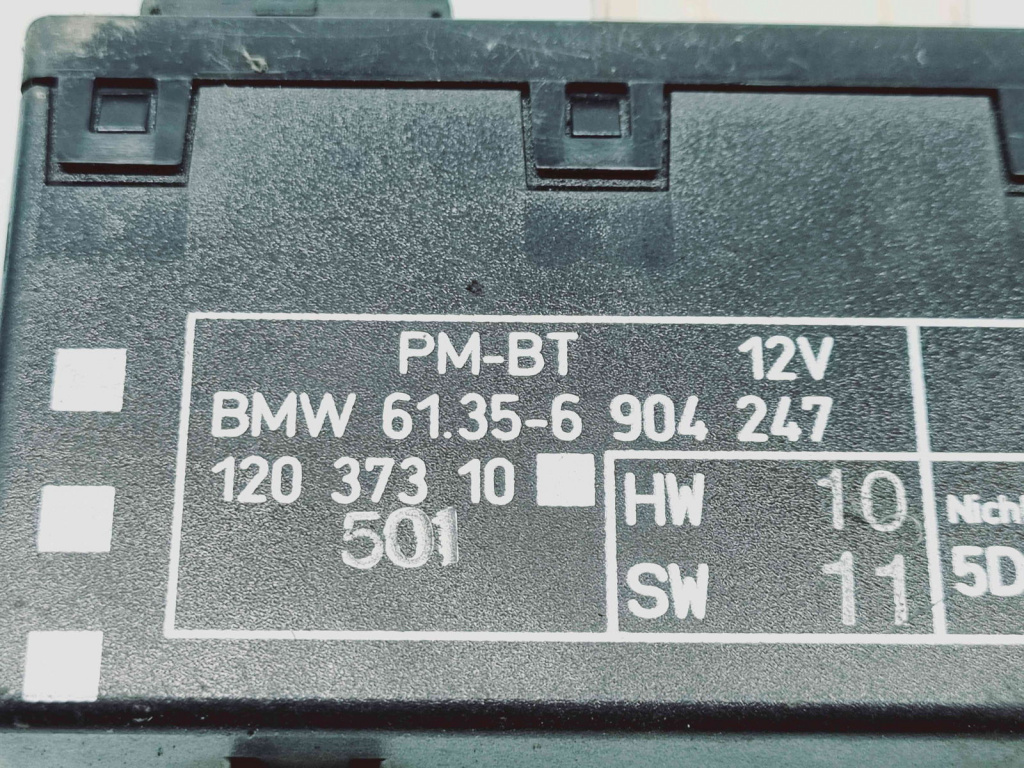 PM-BT 12V
BMW 61.35-6 904 247
120 373 10
501
HW 10
SW 11
5D